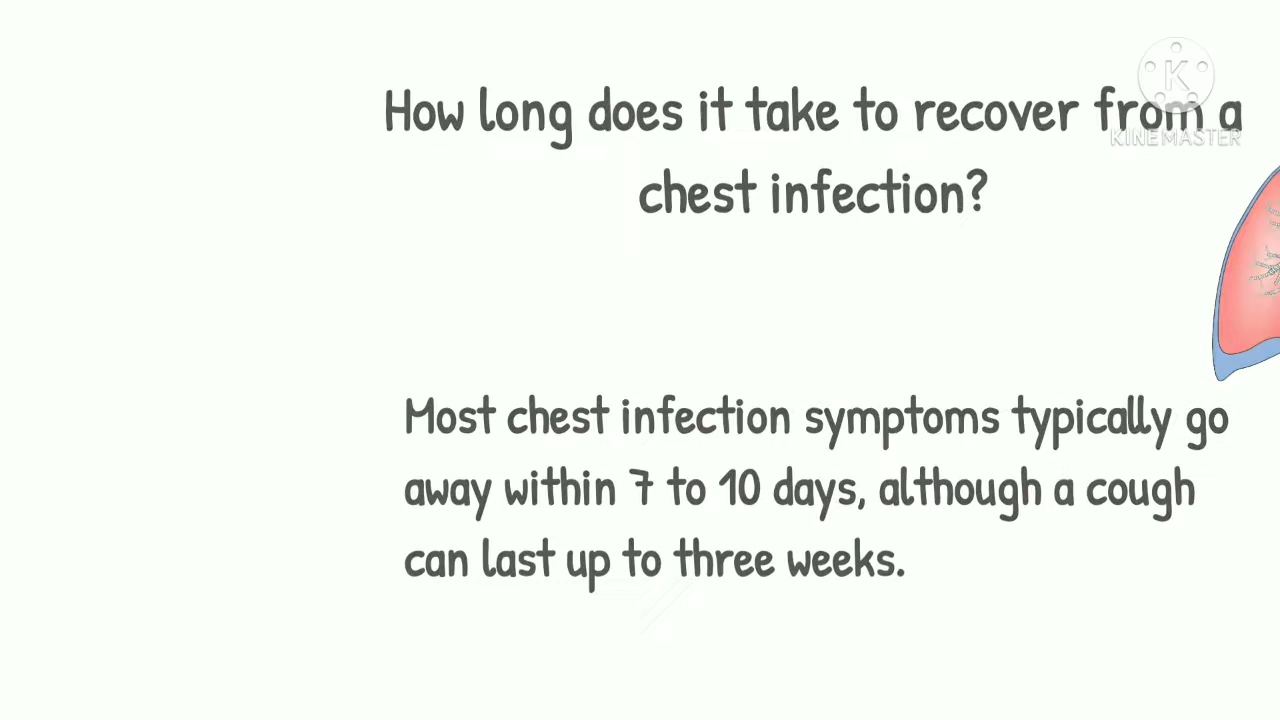 How long does it take to recover from a
chest infection?
KINEMASTER
Most chest infection symptoms typically go
away within 7 to 10 days, although a cough
can last up to three weeks.